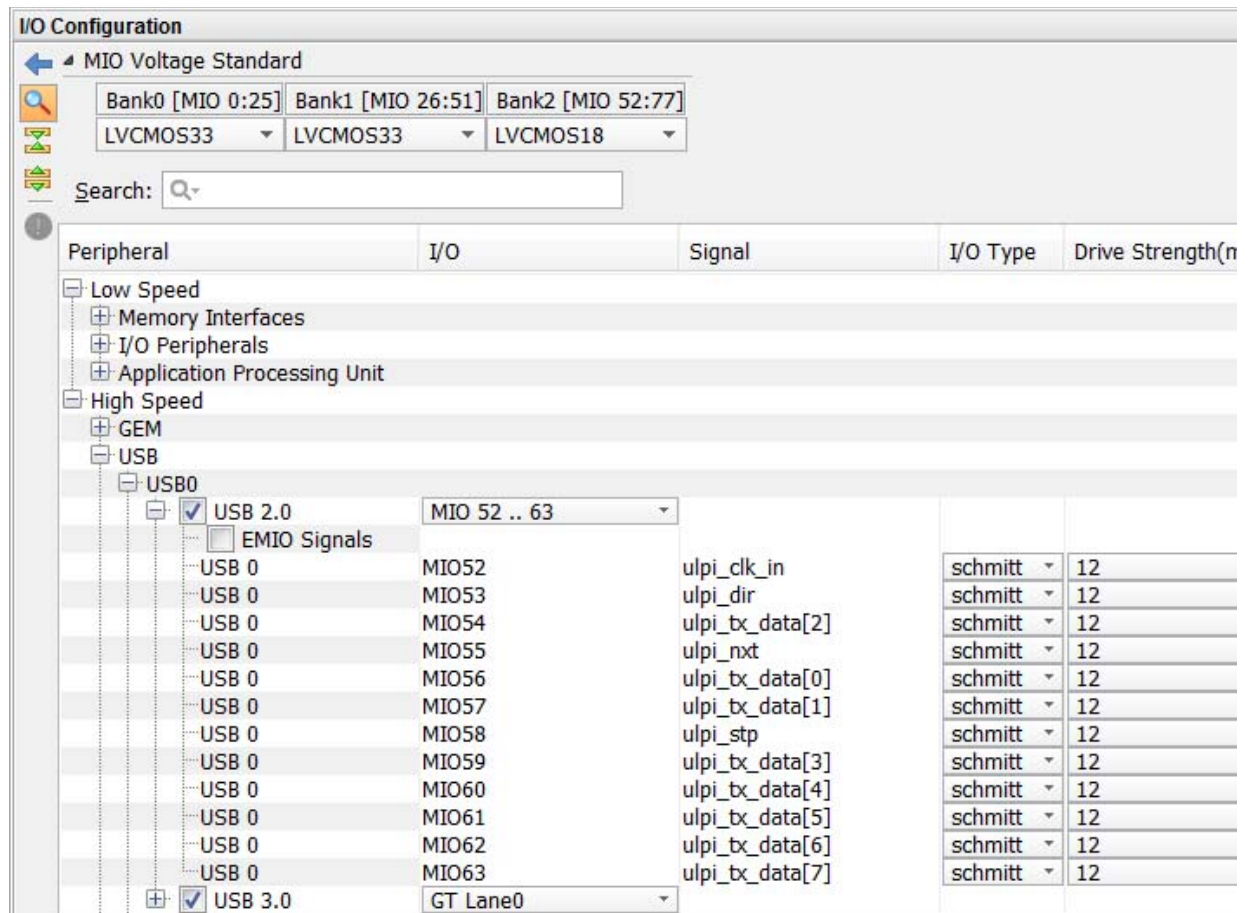 I/O Configuration
MIO Voltage Standard
Bank0 [MIO 0:25] Bank1 [MIO 26:51] Bank2 [MIO 52:77]
LVCMOS33 LVCMOS33 LVCMOS18
Search:
Peripheral I/O Signal I/O Type Drive Strength(m
Low Speed
Memory Interfaces
I/O Peripherals
Application Processing Unit
High Speed
GEM
USB
USB0
USB 2.0 MIO 52 .. 63
EMIO Signals
USB 0 MIO52 ulpi_clk_in schmitt 12
USB 0 MIO53 ulpi_dir schmitt 12
USB 0 MIO54 ulpi_tx_data[2] schmitt 12
USB 0 MIO55 ulpi_nxt schmitt 12
USB 0 MIO56 ulpi_tx_data[0] schmitt 12
USB 0 MIO57 ulpi_tx_data[1] schmitt 12
USB 0 MIO58 ulpi_stp schmitt 12
USB 0 MIO59 ulpi_tx_data[3] schmitt 12
USB 0 MIO60 ulpi_tx_data[4] schmitt 12
USB 0 MIO61 ulpi_tx_data[5] schmitt 12
USB 0 MIO62 ulpi_tx_data[6] schmitt 12
USB 0 MIO63 ulpi_tx_data[7] schmitt 12
USB 3.0 GT Lane0